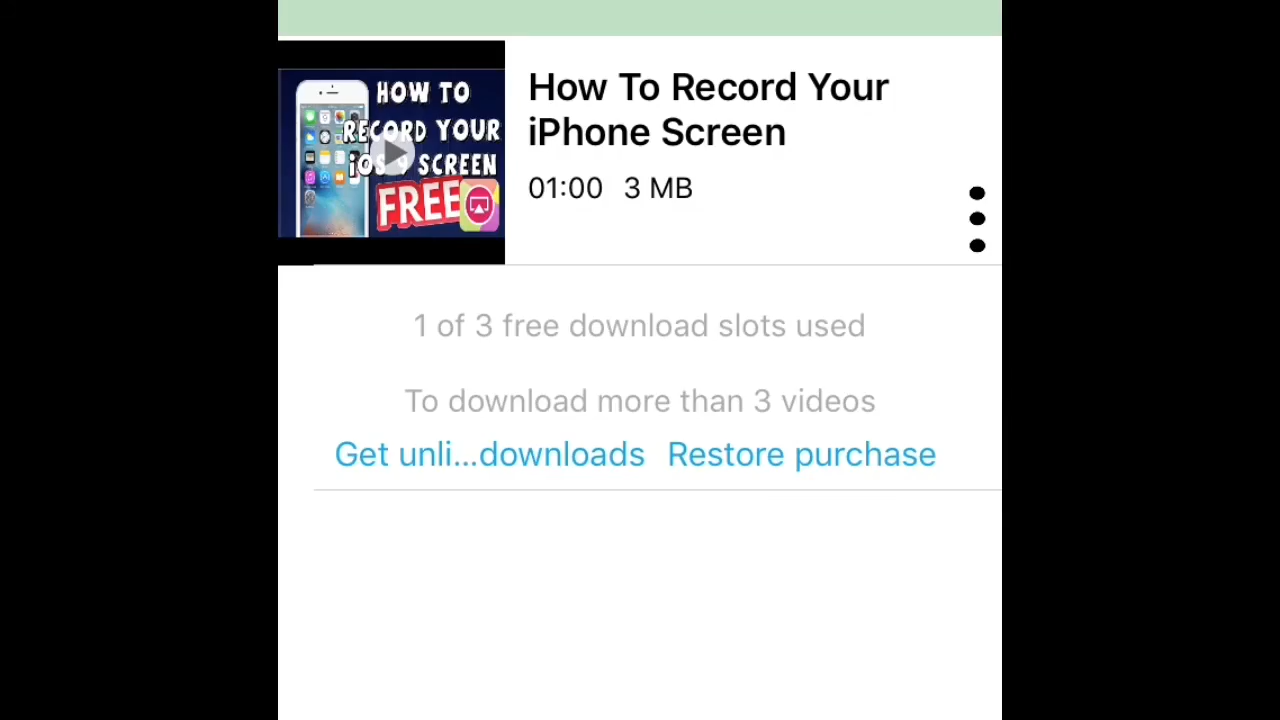 HOW TO
RECORD YOUR
iOS 9 SCREEN
FREE
How To Record Your
iPhone Screen
01:00 3 MB
1 of 3 free download slots used
To download more than 3 videos
Get unli...downloads Restore purchase